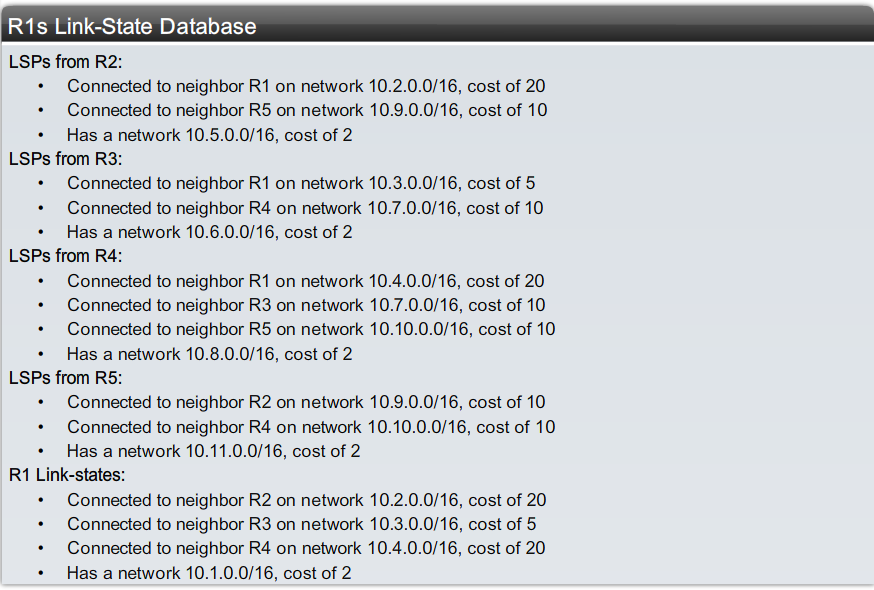 R1s Link-State Database
LSPs from R2:
• Connected to neighbor R1 on network 10.2.0.0/16, cost of 20
• Connected to neighbor R5 on network 10.9.0.0/16, cost of 10
• Has a network 10.5.0.0/16, cost of 2
LSPs from R3:
• Connected to neighbor R1 on network 10.3.0.0/16, cost of 5
• Connected to neighbor R4 on network 10.7.0.0/16, cost of 10
• Has a network 10.6.0.0/16, cost of 2
LSPs from R4:
• Connected to neighbor R1 on network 10.4.0.0/16, cost of 20
• Connected to neighbor R3 on network 10.7.0.0/16, cost of 10
• Connected to neighbor R5 on network 10.10.0.0/16, cost of 10
• Has a network 10.8.0.0/16, cost of 2
LSPs from R5:
• Connected to neighbor R2 on network 10.9.0.0/16, cost of 10
• Connected to neighbor R4 on network 10.10.0.0/16, cost of 10
• Has a network 10.11.0.0/16, cost of 2
R1 Link-states:
• Connected to neighbor R2 on network 10.2.0.0/16, cost of 20
• Connected to neighbor R3 on network 10.3.0.0/16, cost of 5
• Connected to neighbor R4 on network 10.4.0.0/16, cost of 20
• Has a network 10.1.0.0/16, cost of 2